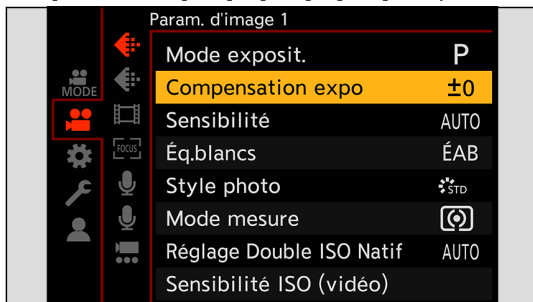 Param. d'image 1
MODE
FOCUS
Mode exposit. P
Compensation expo ±0
Sensibilité AUTO
Éq.blancs ÉAB
Style photo STD
Mode mesure
Réglage Double ISO Natif AUTO
Sensibilité ISO (vidéo)